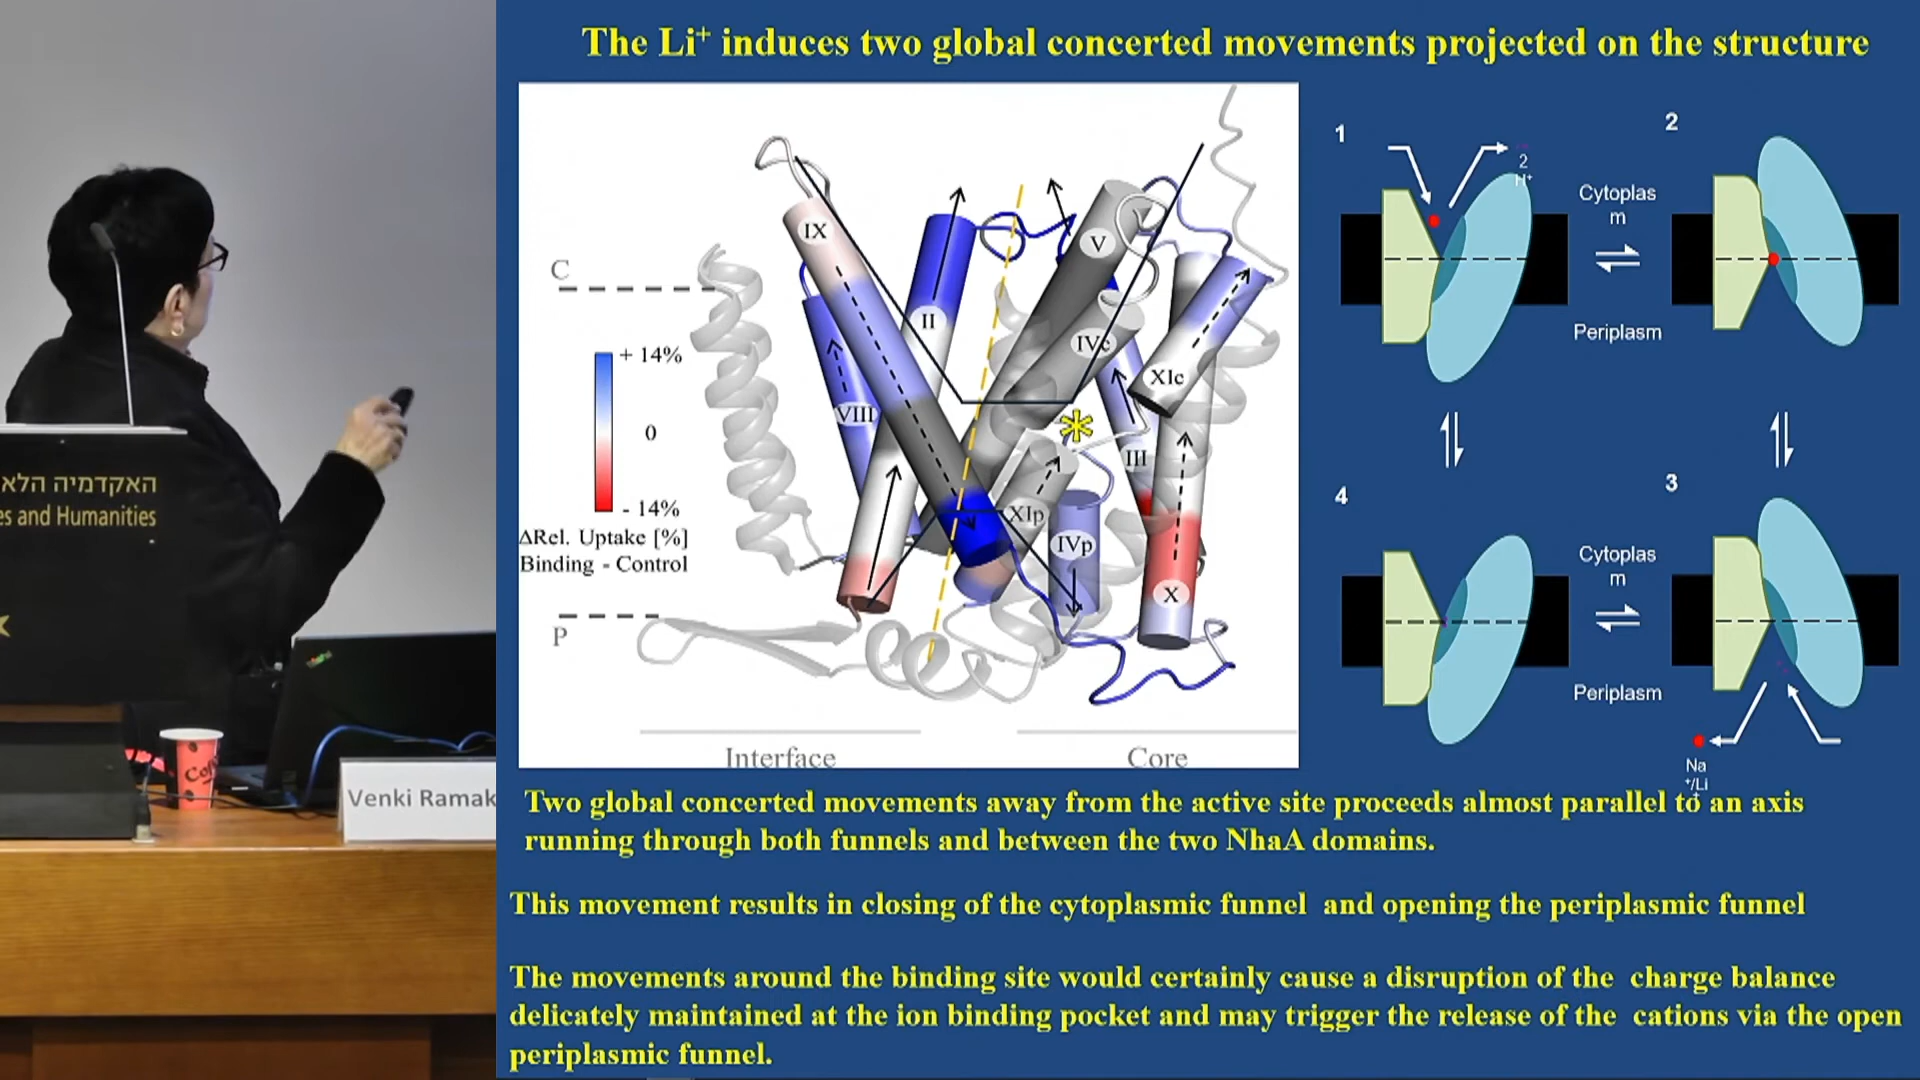 The Li⁺ induces two global concerted movements projected on the structure
C
P
+ 14%
0
- 14%
ΔRel. Uptake [%]
Binding - Control
IX
II
VIII
V
IVc
XIc
III
XIp
IVp
X
Interface
Core
1
2
H⁺
2
Cytoplas
m
Periplasm
4
3
Cytoplas
m
Periplasm
Na
⁺/Li
+
Two global concerted movements away from the active site proceeds almost parallel to an axis
running through both funnels and between the two NhaA domains.
This movement results in closing of the cytoplasmic funnel and opening the periplasmic funnel
The movements around the binding site would certainly cause a disruption of the charge balance
delicately maintained at the ion binding pocket and may trigger the release of the cations via the open
periplasmic funnel.
האקדמיה הלא
es and Humanities
Venki Ramak
Cof